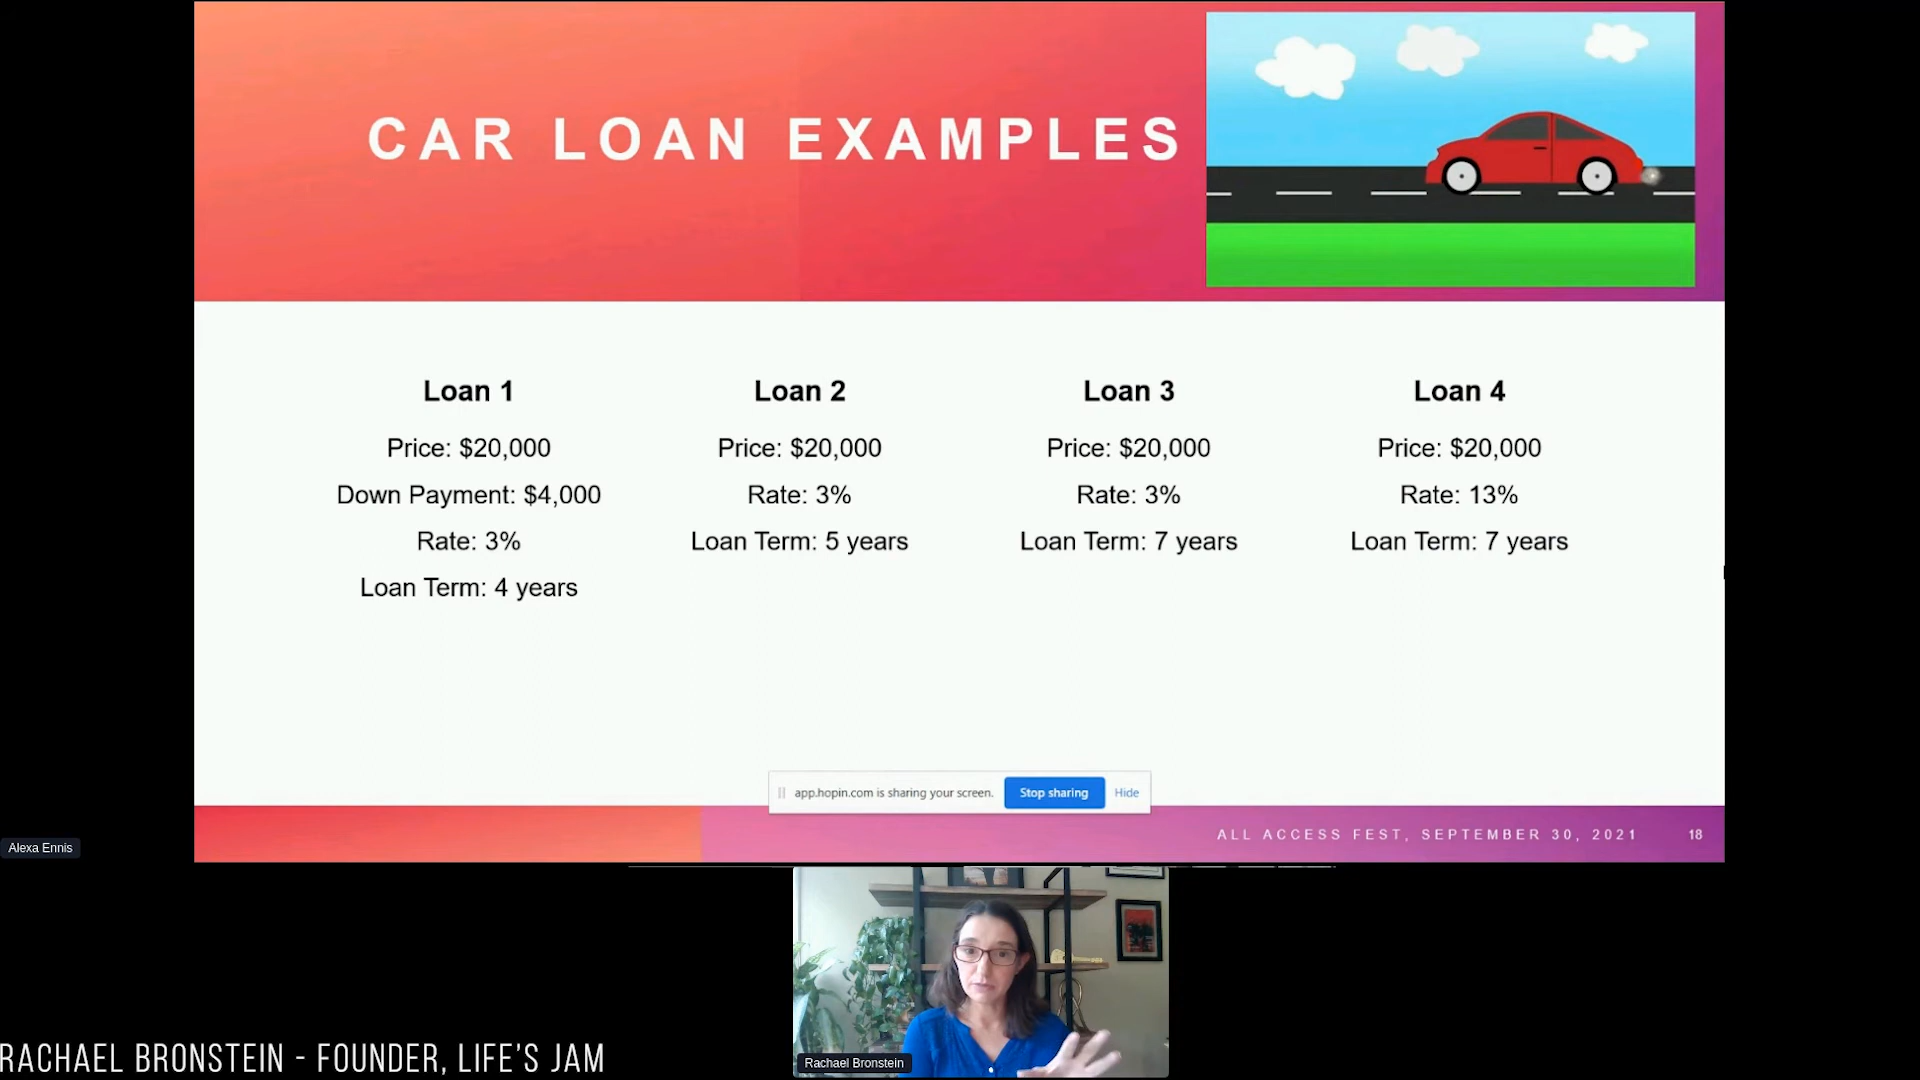 CAR LOAN EXAMPLES
Loan 1
Price: $20,000
Down Payment: $4,000
Rate: 3%
Loan Term: 4 years
Loan 2
Price: $20,000
Rate: 3%
Loan Term: 5 years
Loan 3
Price: $20,000
Rate: 3%
Loan Term: 7 years
Loan 4
Price: $20,000
Rate: 13%
Loan Term: 7 years
app.hopin.com is sharing your screen. Stop sharing Hide
ALL ACCESS FEST, SEPTEMBER 30, 2021 18
Alexa Ennis
Rachael Bronstein
RACHAEL BRONSTEIN - FOUNDER, LIFE'S JAM